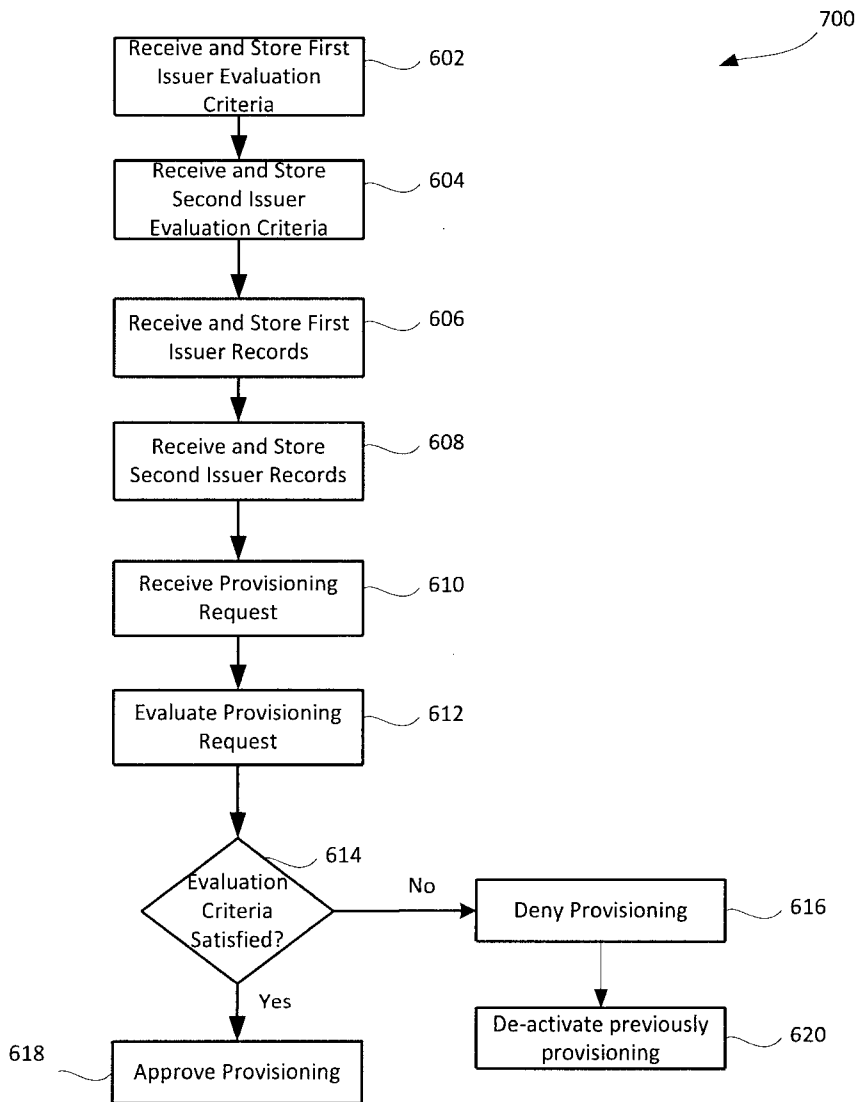 700
Receive and Store First
Issuer Evaluation
Criteria
602
Receive and Store
Second Issuer
Evaluation Criteria
604
Receive and Store First
Issuer Records
606
Receive and Store
Second Issuer Records
608
Receive Provisioning
Request
610
Evaluate Provisioning
Request
612
614
Evaluation
Criteria
Satisfied?
No
Deny Provisioning
616
Yes
De-activate previously
provisioning
620
618
Approve Provisioning